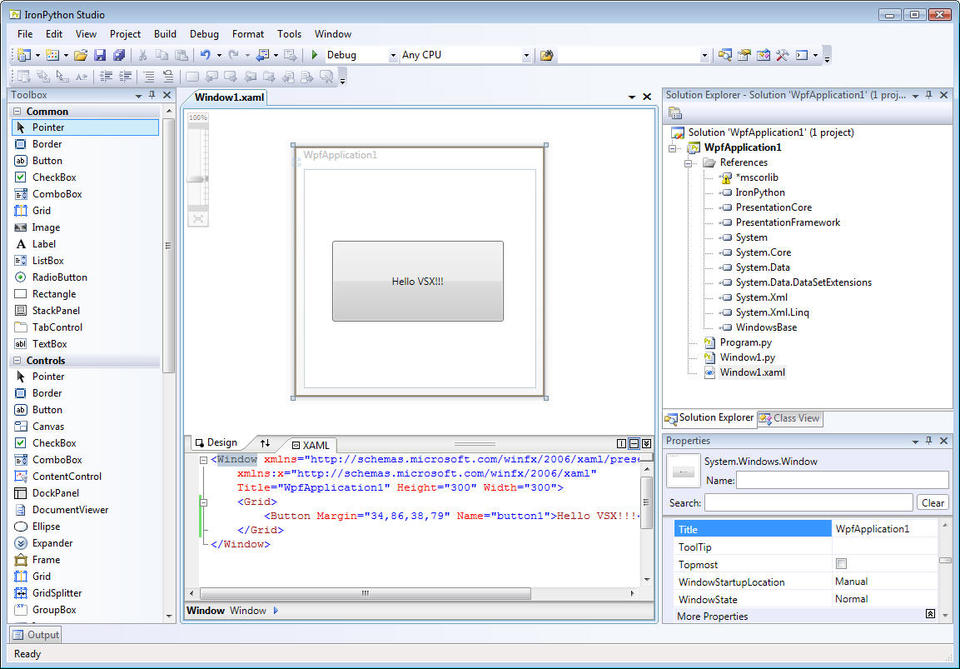 IronPython Studio
File Edit View Project Build Debug Format Tools Window
Debug Any CPU
Toolbox
Common
Pointer
Border
Button
CheckBox
ComboBox
Grid
Image
Label
ListBox
RadioButton
Rectangle
StackPanel
TabControl
TextBox
Controls
Pointer
Border
Button
Canvas
CheckBox
ComboBox
ContentControl
DockPanel
DocumentViewer
Ellipse
Expander
Frame
Grid
GridSplitter
GroupBox
Window1.xaml
100%
WpfApplication1
Hello VSX!!!
Design XAML
<Window xmlns="http://schemas.microsoft.com/winfx/2006/xaml/prese
xmlns:x="http://schemas.microsoft.com/winfx/2006/xaml"
Title="WpfApplication1" Height="300" Width="300">
<Grid>
<Button Margin="34,86,38,79" Name="button1">Hello VSX!!!<
</Grid>
</Window>
Window Window
Solution Explorer - Solution 'WpfApplication1' (1 proj...
Solution 'WpfApplication1' (1 project)
WpfApplication1
References
*mscorlib
IronPython
PresentationCore
PresentationFramework
System
System.Core
System.Data
System.Data.DataSetExtensions
System.Xml
System.Xml.Linq
WindowsBase
Program.py
Window1.py
Window1.xaml
Solution Explorer Class View
Properties
System.Windows.Window
Name:
Search: Clear
Title WpfApplication1
ToolTip
Topmost
WindowStartupLocation Manual
WindowState Normal
More Properties
Output
Ready